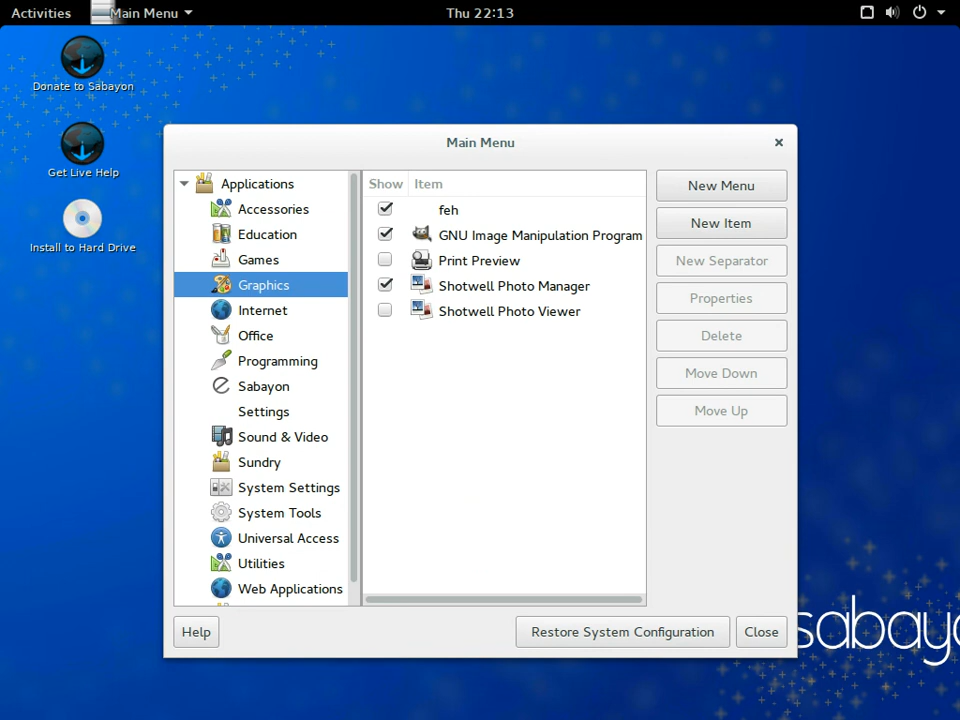 Activities Main Menu Thu 22:13
Donate to Sabayon
Get Live Help
Install to Hard Drive
Main Menu
Applications
Accessories
Education
Games
Graphics
Internet
Office
Programming
Sabayon
Settings
Sound & Video
Sundry
System Settings
System Tools
Universal Access
Utilities
Web Applications
Show Item
feh
GNU Image Manipulation Program
Print Preview
Shotwell Photo Manager
Shotwell Photo Viewer
New Menu
New Item
New Separator
Properties
Delete
Move Down
Move Up
Help
Restore System Configuration
Close
sabayo